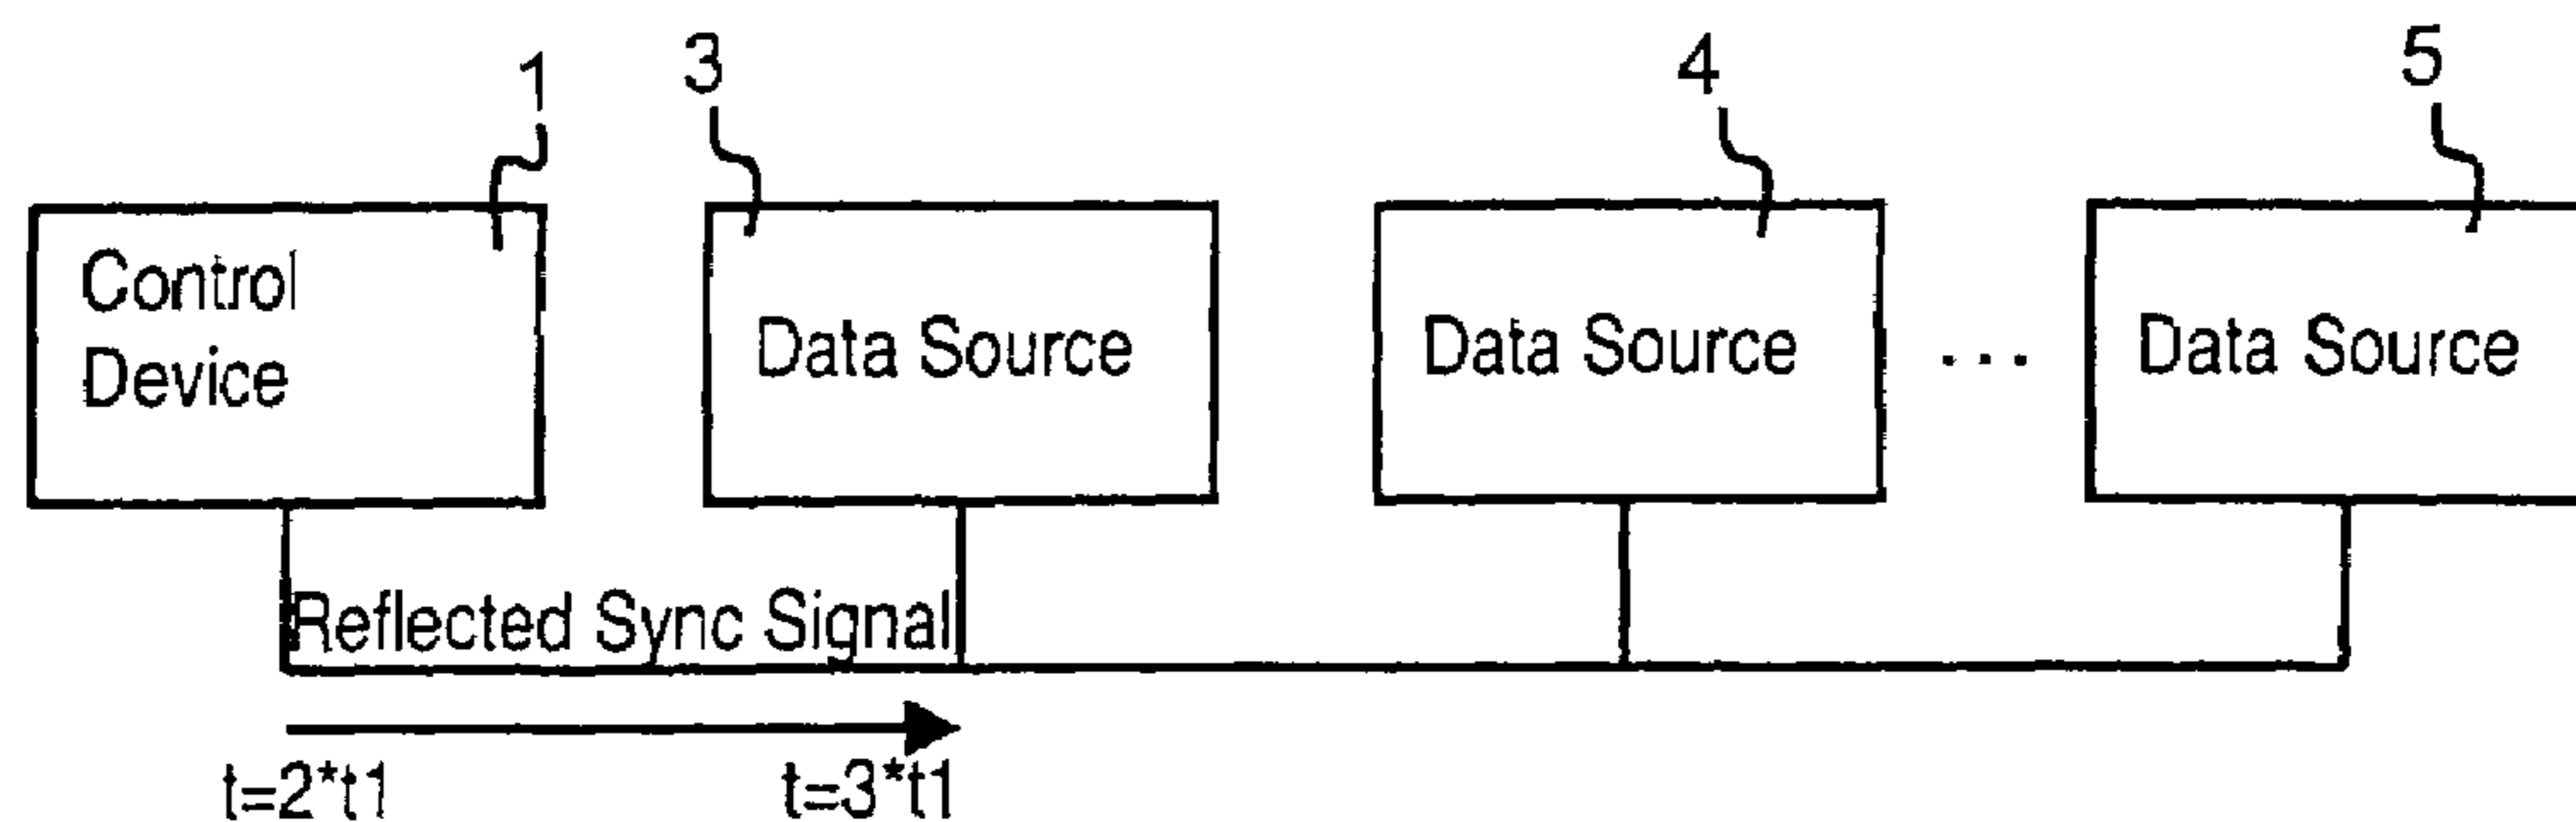 1
3
4
5
Control
Device
Data Source
Data Source
...
Data Source
Reflected Sync Signal
t=2*t1
t=3*t1